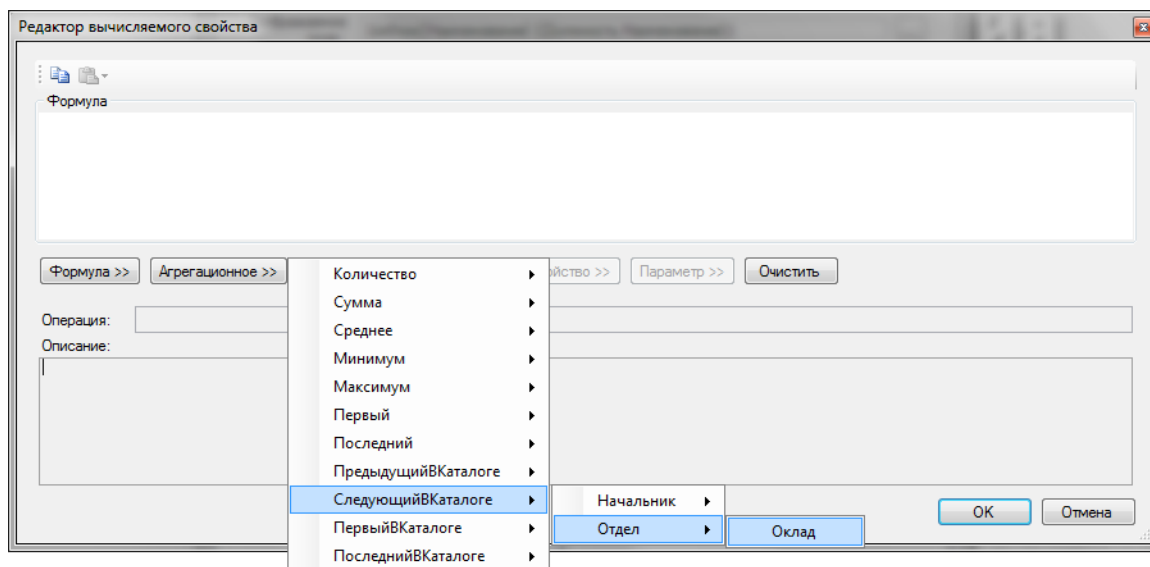 Редактор вычисляемого свойства
Формула
Формула >> Агрегационное >> йство >> Параметр >> Очистить
Операция:
Описание:
Количество
Сумма
Среднее
Минимум
Максимум
Первый
Последний
ПредыдущийВКаталоге
СледующийВКаталоге
ПервыйВКаталоге
ПоследнийВКаталоге
Начальник
Отдел
Оклад
OK Отмена